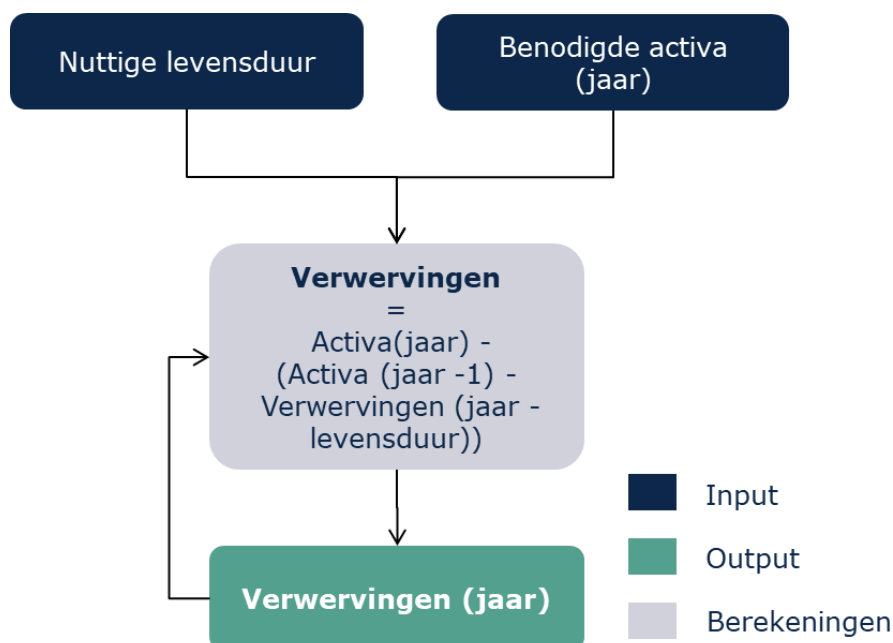 Nuttige levensduur
Benodigde activa
(jaar)
Verwervingen
=
Activa(jaar) -
(Activa (jaar -1) -
Verwervingen (jaar -
levensduur))
Verwervingen (jaar)
Input
Output
Berekeningen